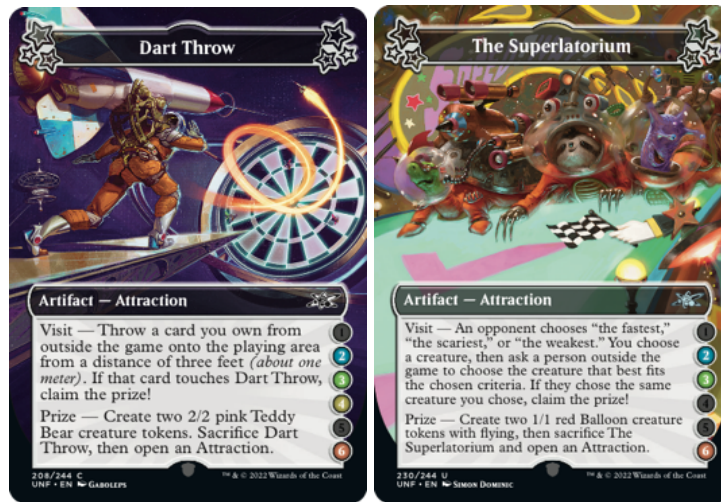 Dart Throw
Artifact — Attraction
Visit — Throw a card you own from
outside the game onto the playing area
from a distance of three feet (about one
meter). If that card touches Dart Throw,
claim the prize!
Prize — Create two 2/2 pink Teddy
Bear creature tokens. Sacrifice Dart
Throw, then open an Attraction.
1
2
3
4
5
6
208/244 C
UNF • EN Gaboleps
™ & © 2022 Wizards of the Coast
The Superlatorium
Artifact — Attraction
Visit — An opponent chooses “the fastest,”
“the scariest,” or “the weakest.” You choose
a creature, then ask a person outside the
game to choose the creature that best fits
the chosen criteria. If they chose the same
creature you chose, claim the prize!
Prize — Create two 1/1 red Balloon creature
tokens with flying, then sacrifice The
Superlatorium and open an Attraction.
1
2
3
4
5
6
230/244 U
UNF • EN Simon Dominic
™ & © 2022 Wizards of the Coast